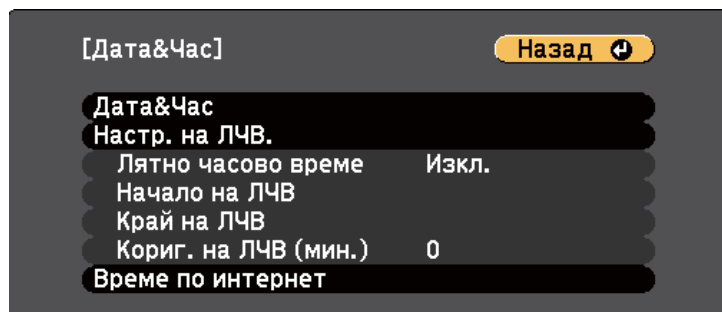 [Дата&Час]
Назад
Дата&Час
Настр. на ЛЧВ.
Лятно часово време Изкл.
Начало на ЛЧВ
Край на ЛЧВ
Кориг. на ЛЧВ (мин.) 0
Време по интернет